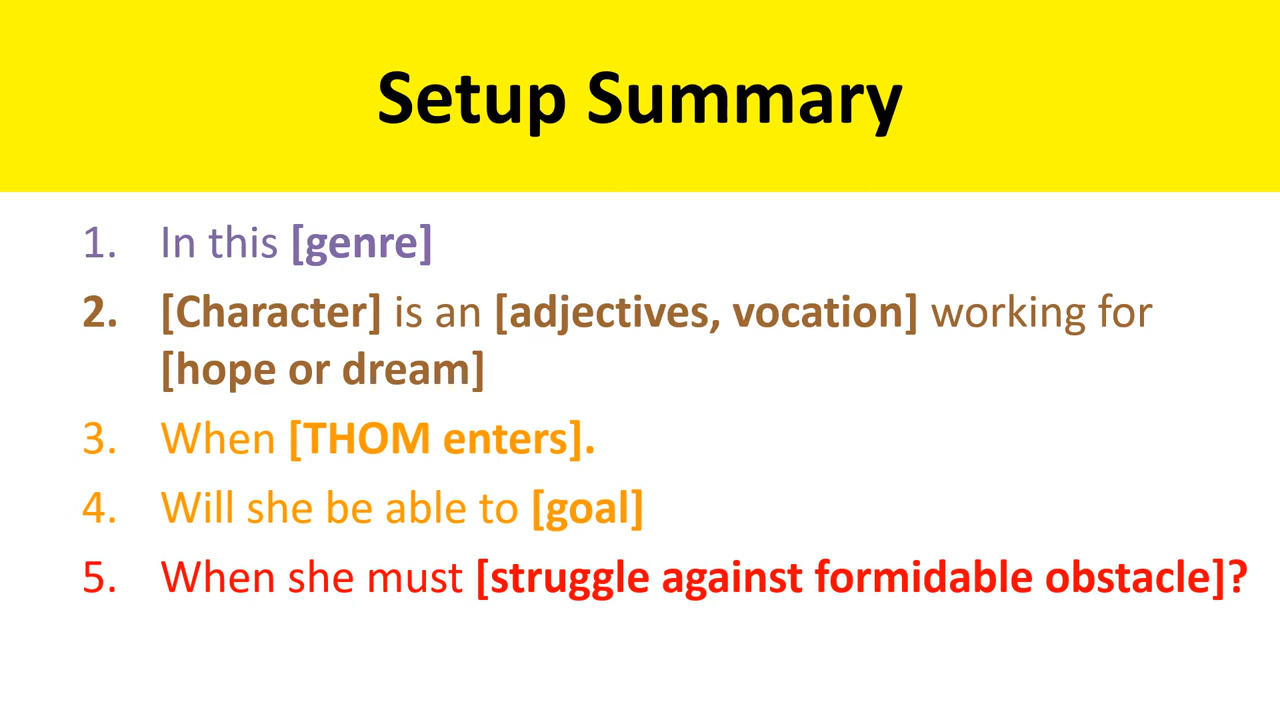 Setup Summary
1. In this [genre]
2. [Character] is an [adjectives, vocation] working for
[hope or dream]
3. When [THOM enters].
4. Will she be able to [goal]
5. When she must [struggle against formidable obstacle]?